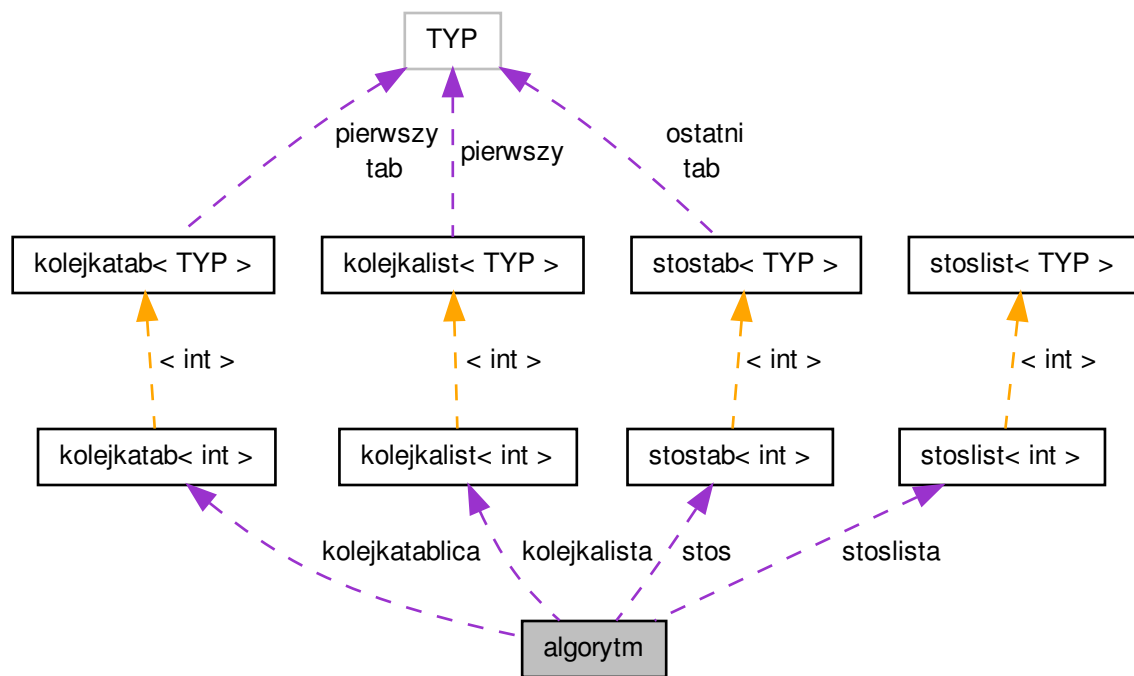 TYP
pierwszy
tab
pierwszy
ostatni
tab
kolejkatab< TYP >
kolejkalist< TYP >
stostab< TYP >
stoslist< TYP >
< int >
< int >
< int >
< int >
kolejkatab< int >
kolejkalist< int >
stostab< int >
stoslist< int >
kolejkatablica
kolejkalista
stos
stoslista
algorytm